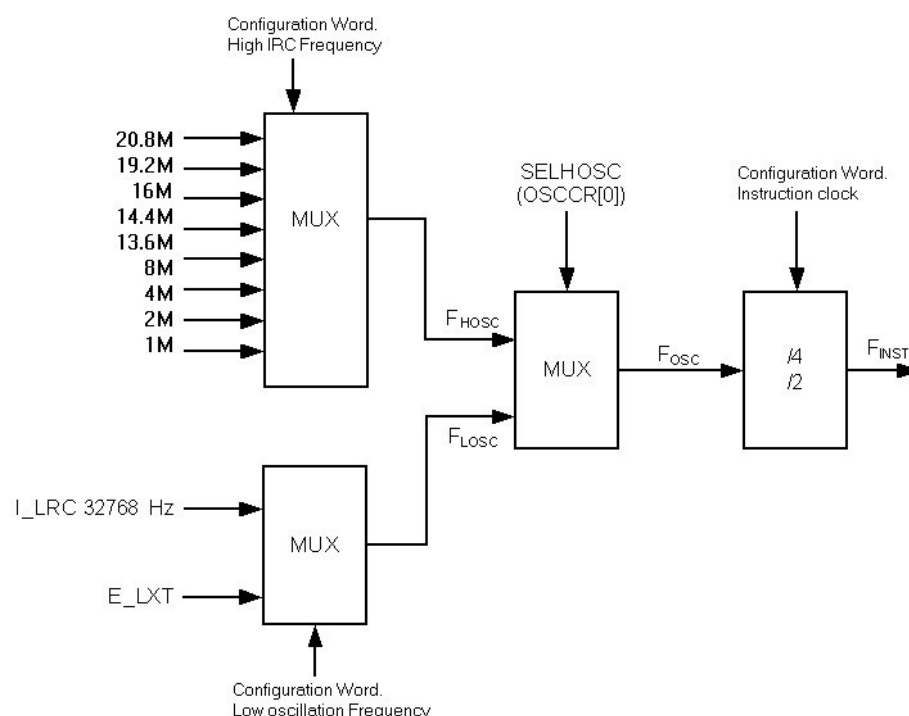 Configuration Word.
High IRC Frequency
20.8M
19.2M
16M
14.4M
13.6M
8M
4M
2M
1M
MUX
SELHOSC
(OSCCR[0])
Configuration Word.
Instruction clock
FHOSC
MUX
FOSC
/4
/2
FINST
FLOSC
I_LRC 32768 Hz
MUX
E_LXT
Configuration Word.
Low oscillation Frequency